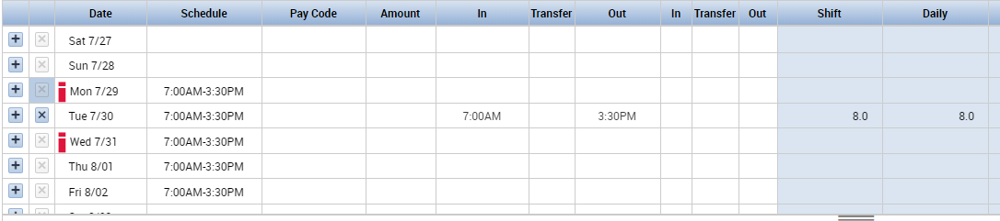 Date Schedule Pay Code Amount In Transfer Out In Transfer Out Shift Daily
Sat 7/27
Sun 7/28
Mon 7/29 7:00AM-3:30PM
Tue 7/30 7:00AM-3:30PM 7:00AM 3:30PM 8.0 8.0
Wed 7/31 7:00AM-3:30PM
Thu 8/01 7:00AM-3:30PM
Fri 8/02 7:00AM-3:30PM